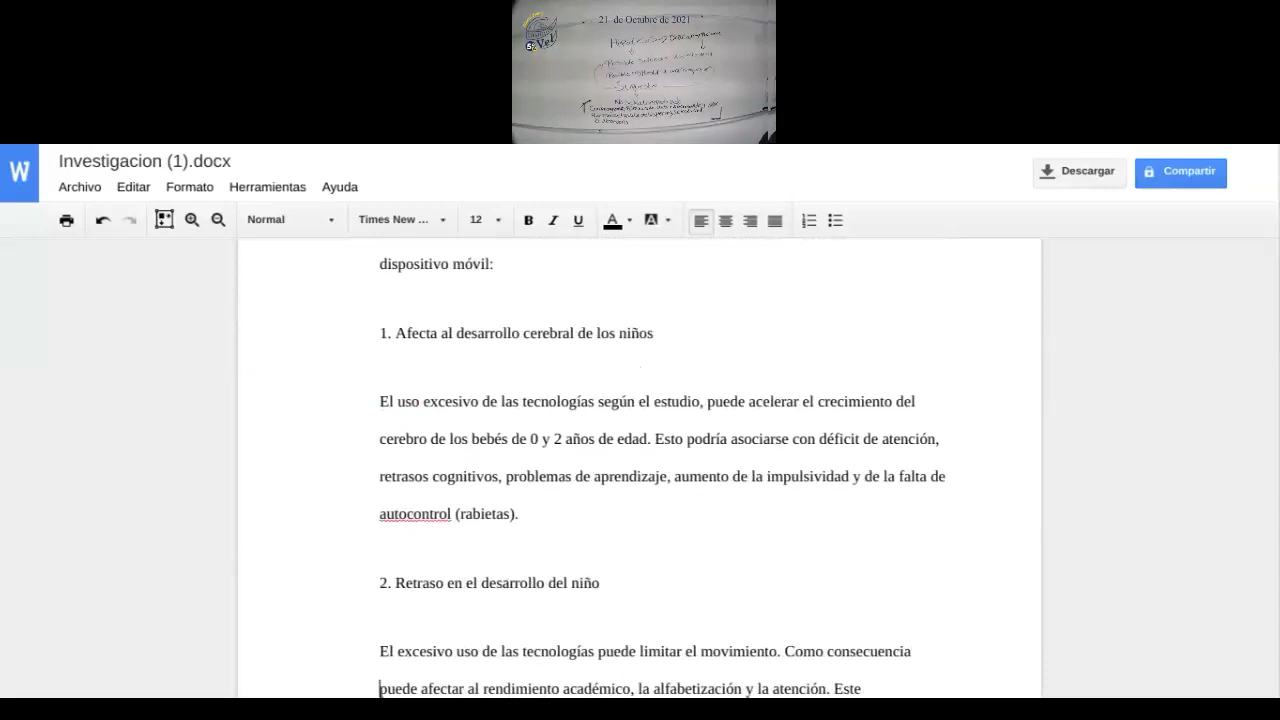 21 de Octubre de 2021
Investigacion (1).docx
Descargar
Compartir
Archivo Editar Formato Herramientas Ayuda
Normal Times New ... 12 B I U A A
dispositivo móvil:
1. Afecta al desarrollo cerebral de los niños
El uso excesivo de las tecnologías según el estudio, puede acelerar el crecimiento del
cerebro de los bebés de 0 y 2 años de edad. Esto podría asociarse con déficit de atención,
retrasos cognitivos, problemas de aprendizaje, aumento de la impulsividad y de la falta de
autocontrol (rabietas).
2. Retraso en el desarrollo del niño
El excesivo uso de las tecnologías puede limitar el movimiento. Como consecuencia
puede afectar al rendimiento académico, la alfabetización y la atención. Este